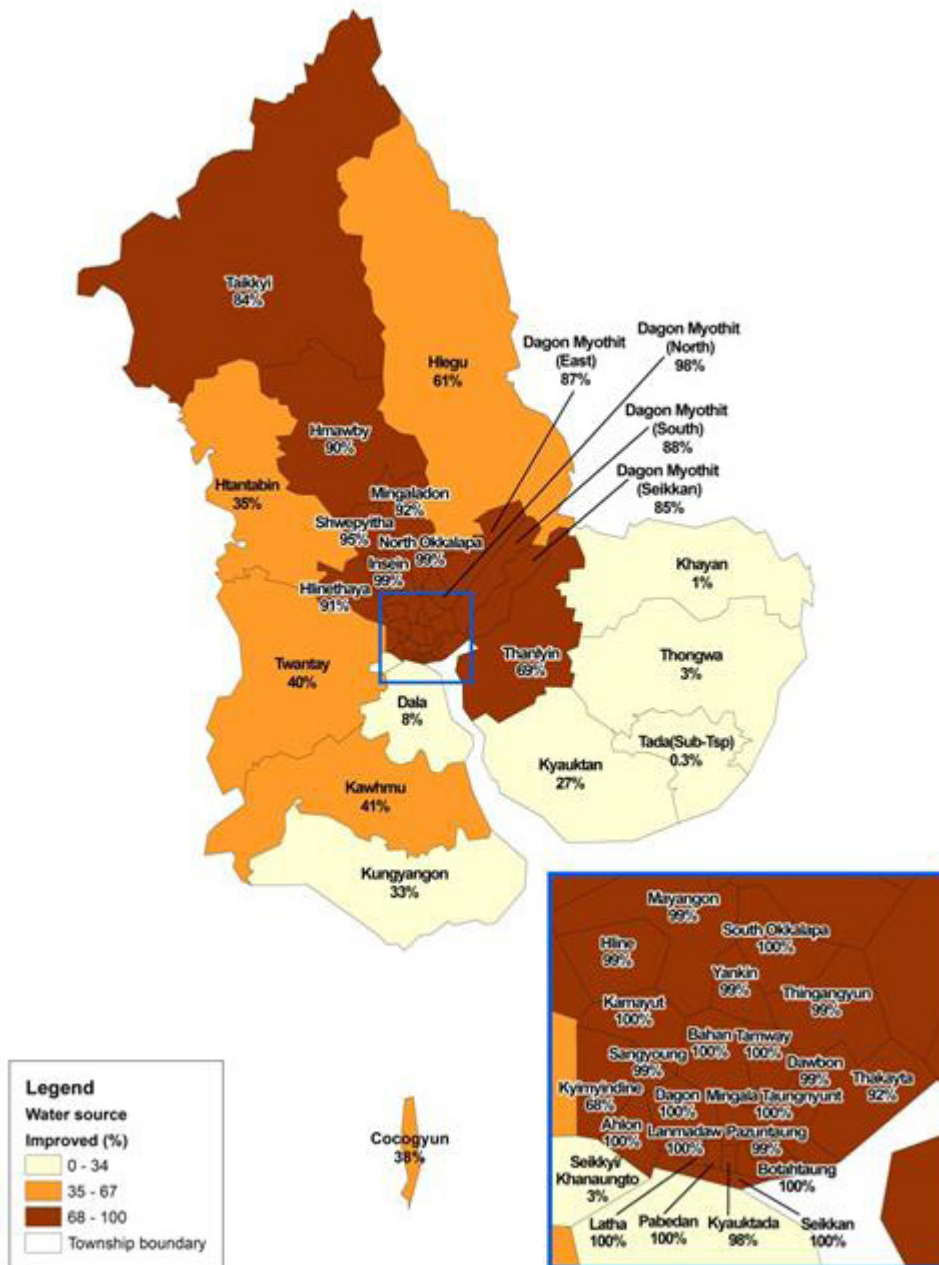 Taikkyi
84%
Hlegu
61%
Dagon Myothit
(East)
87%
Dagon Myothit
(North)
98%
Dagon Myothit
(South)
88%
Dagon Myothit
(Seikkan)
85%
Hmawby
90%
Htantabin
35%
Mingaladon
92%
Shwepyitha
95%
North Okkalapa
99%
Insein
99%
Hlinethaya
91%
Khayan
1%
Twantay
40%
Thanlyin
69%
Thongwa
3%
Dala
8%
Tada(Sub-Tsp)
0.3%
Kyauktan
27%
Kawhmu
41%
Kungyangon
33%
Cocogyun
38%
Legend
Water source
Improved (%)
0 - 34
35 - 67
68 - 100
Township boundary
Mayangon
99%
South Okkalapa
100%
Hline
99%
Yankin
99%
Thingangyun
99%
Kamayut
100%
Bahan
100%
Tamway
100%
Sangyoung
99%
Dawbon
99%
Thakayta
92%
Kyimyindine
68%
Dagon
100%
Mingala Taungnyunt
100%
Ahlon
100%
Lanmadaw
100%
Pazuntaung
99%
Seikkyi/
Khanaungto
3%
Botahtaung
100%
Latha
100%
Pabedan
100%
Kyauktada
98%
Seikkan
100%